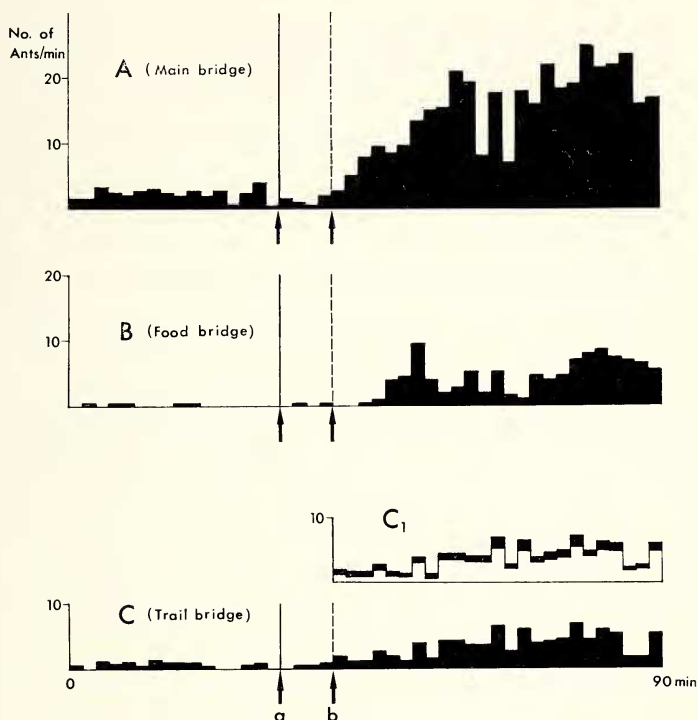 No. of
Ants/min
A (Main bridge)
20
10
20
B (Food bridge)
10
10 C1
10
C (Trail bridge)
0 90 min
a b